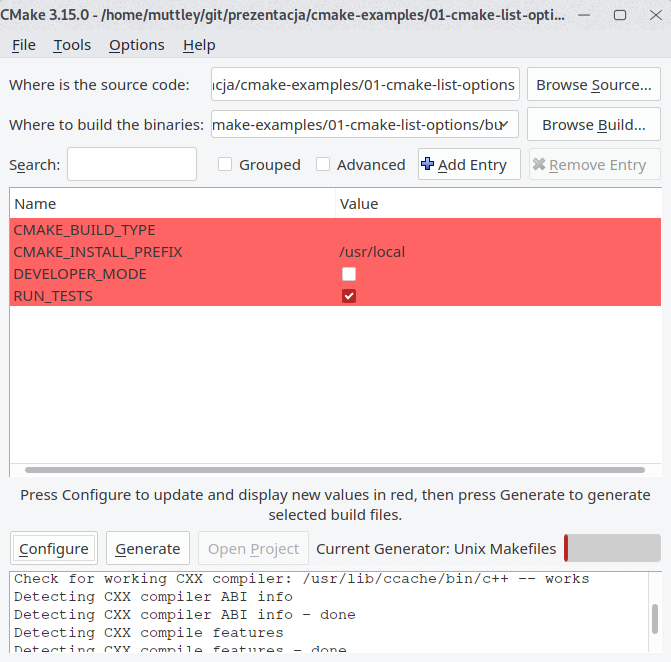 CMake 3.15.0 - /home/muttley/git/prezentacja/cmake-examples/01-cmake-list-opti...
File Tools Options Help
Where is the source code: cja/cmake-examples/01-cmake-list-options Browse Source...
Where to build the binaries: make-examples/01-cmake-list-options/bu Browse Build...
Search: Grouped Advanced Add Entry Remove Entry
Name Value
CMAKE_BUILD_TYPE
CMAKE_INSTALL_PREFIX /usr/local
DEVELOPER_MODE
RUN_TESTS
Press Configure to update and display new values in red, then press Generate to generate
selected build files.
Configure Generate Open Project Current Generator: Unix Makefiles
Check for working CXX compiler: /usr/lib/ccache/bin/c++ -- works
Detecting CXX compiler ABI info
Detecting CXX compiler ABI info - done
Detecting CXX compile features
Detecting CXX compile features - done